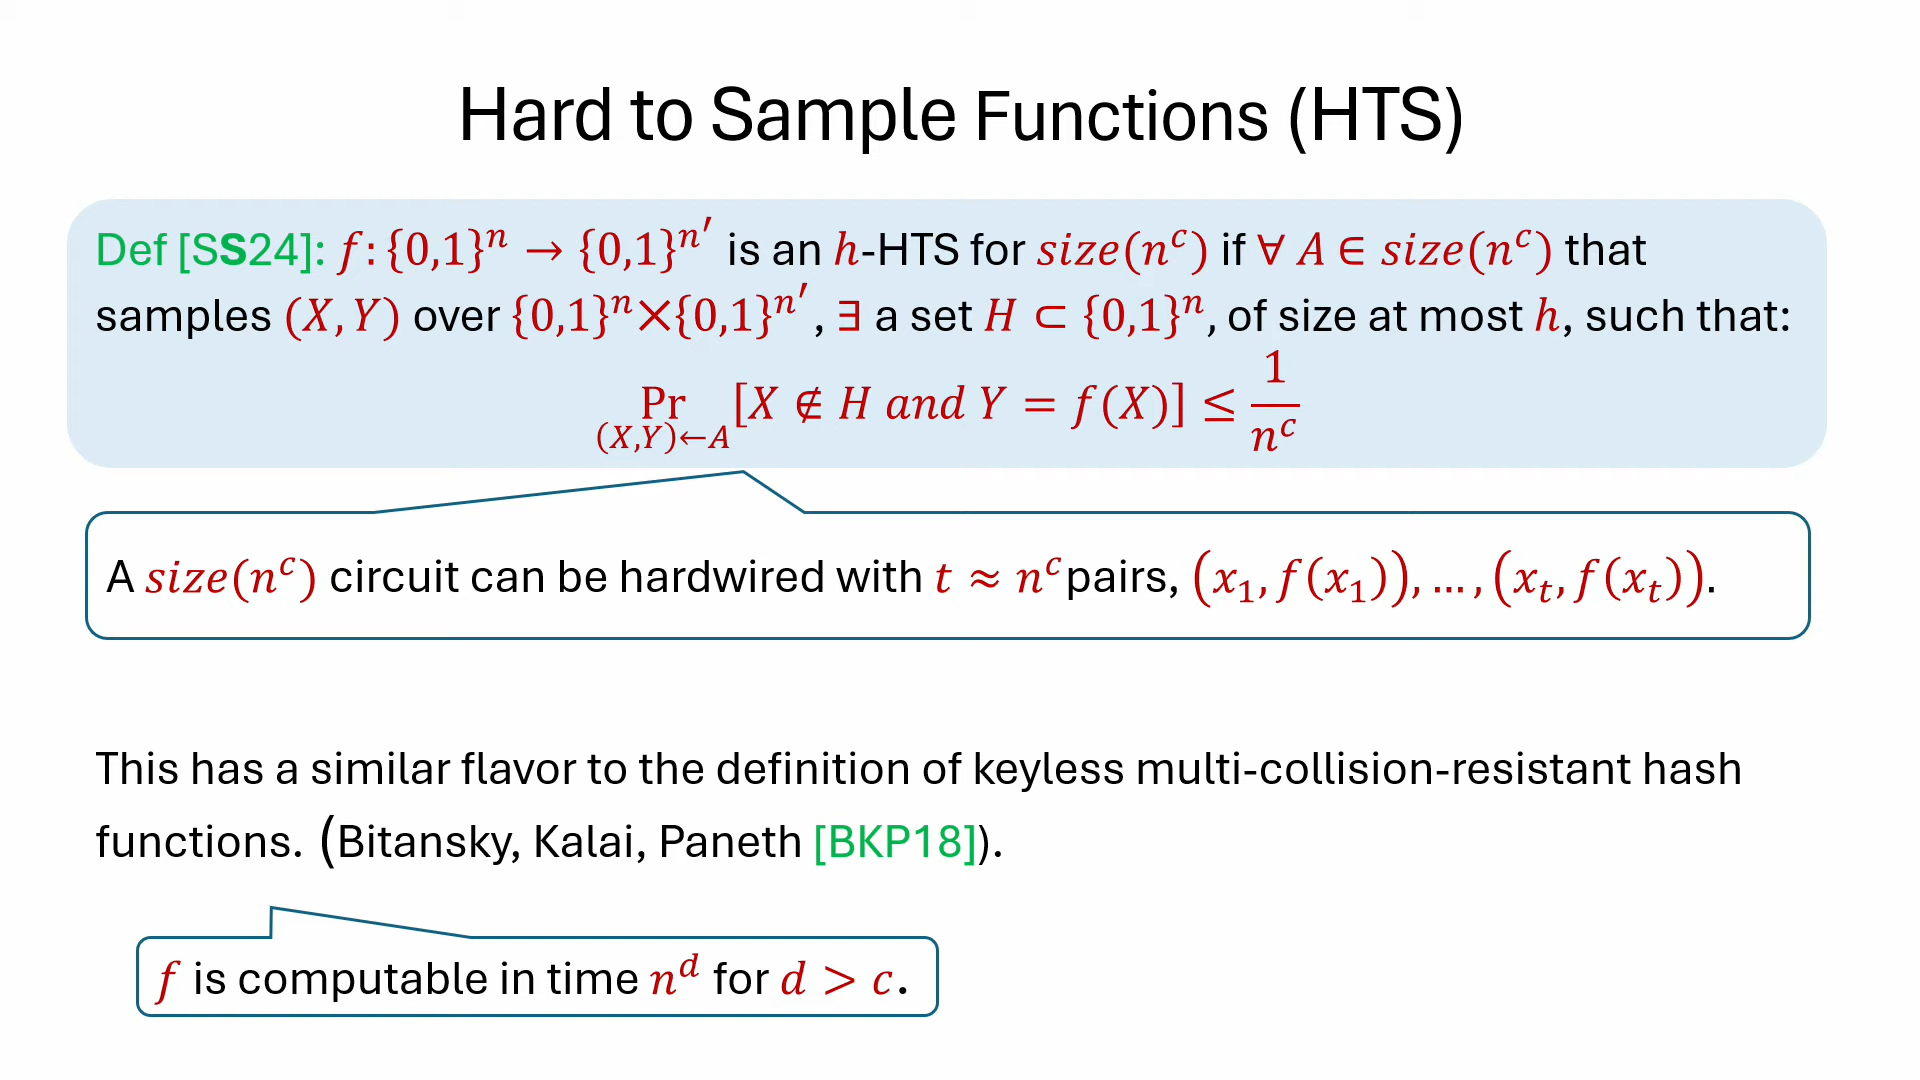 Hard to Sample Functions (HTS)
Def [SS24]: f: {0,1}^n → {0,1}^{n′} is an h-HTS for size(n^c) if ∀ A ∈ size(n^c) that
samples (X, Y) over {0,1}^n×{0,1}^{n′}, ∃ a set H ⊂ {0,1}^n, of size at most h, such that:
Pr_{(X,Y)←A} [X ∉ H and Y = f(X)] ≤ 1/n^c
A size(n^c) circuit can be hardwired with t ≈ n^c pairs, (x_1, f(x_1)), … , (x_t, f(x_t)).
This has a similar flavor to the definition of keyless multi-collision-resistant hash
functions. (Bitansky, Kalai, Paneth [BKP18]).
f is computable in time n^d for d > c.